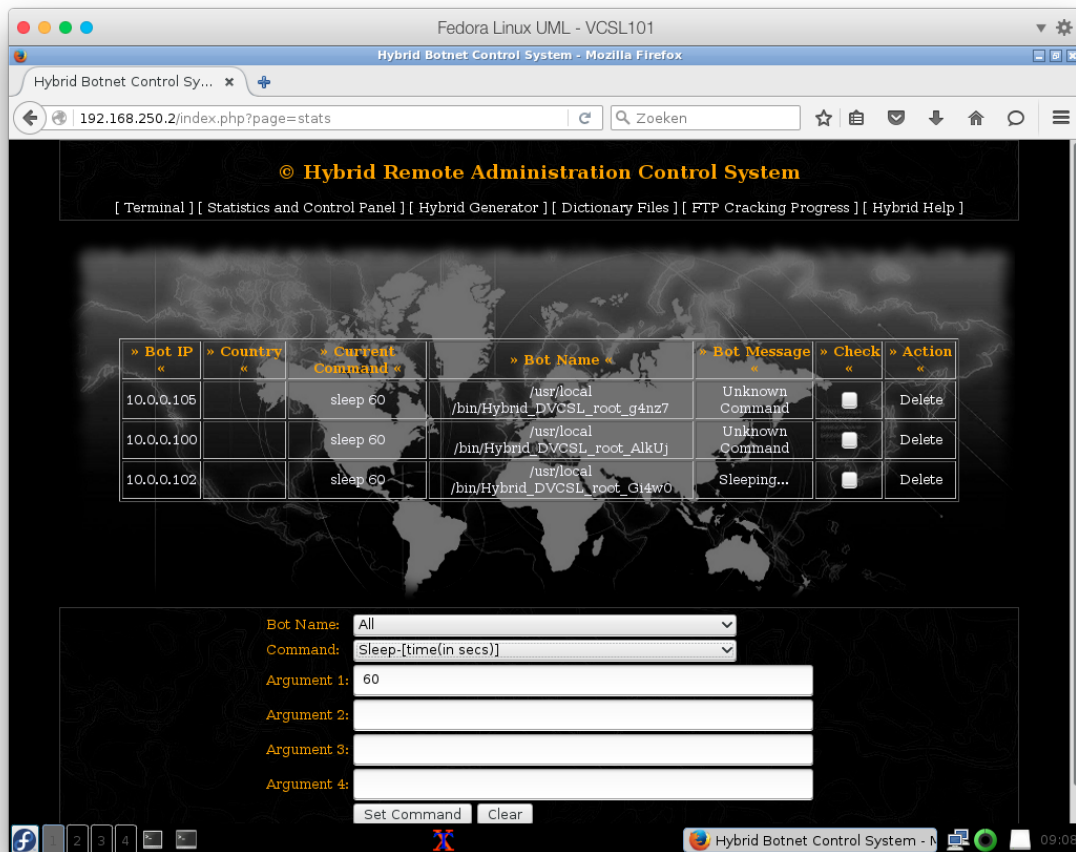 Fedora Linux UML - VCSL101
Hybrid Botnet Control System - Mozilla Firefox
Hybrid Botnet Control Sy...
192.168.250.2/index.php?page=stats
Zoeken
© Hybrid Remote Administration Control System
[ Terminal ] [ Statistics and Control Panel ] [ Hybrid Generator ] [ Dictionary Files ] [ FTP Cracking Progress ] [ Hybrid Help ]
» Bot IP « » Country « » Current Command « » Bot Name « » Bot Message « » Check « » Action «
10.0.0.105 sleep 60 /usr/local /bin/Hybrid_DVCSL_root_g4nz7 Unknown Command Delete
10.0.0.100 sleep 60 /usr/local /bin/Hybrid_DVCSL_root_AlkUj Unknown Command Delete
10.0.0.102 sleep 60 /usr/local /bin/Hybrid_DVCSL_root_Gi4w0 Sleeping... Delete
Bot Name: All
Command: Sleep-[time(in secs)]
Argument 1: 60
Argument 2:
Argument 3:
Argument 4:
Set Command Clear
1 2 3 4 Hybrid Botnet Control System - M 09:08